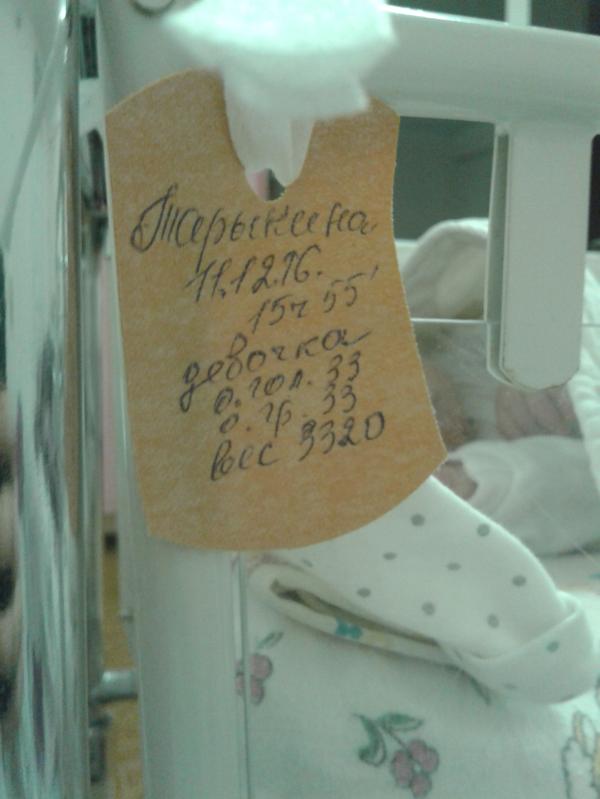 11.12.16.
15ч 55'
девочка
о. гол. 33
о. гр. 33
вес 3320